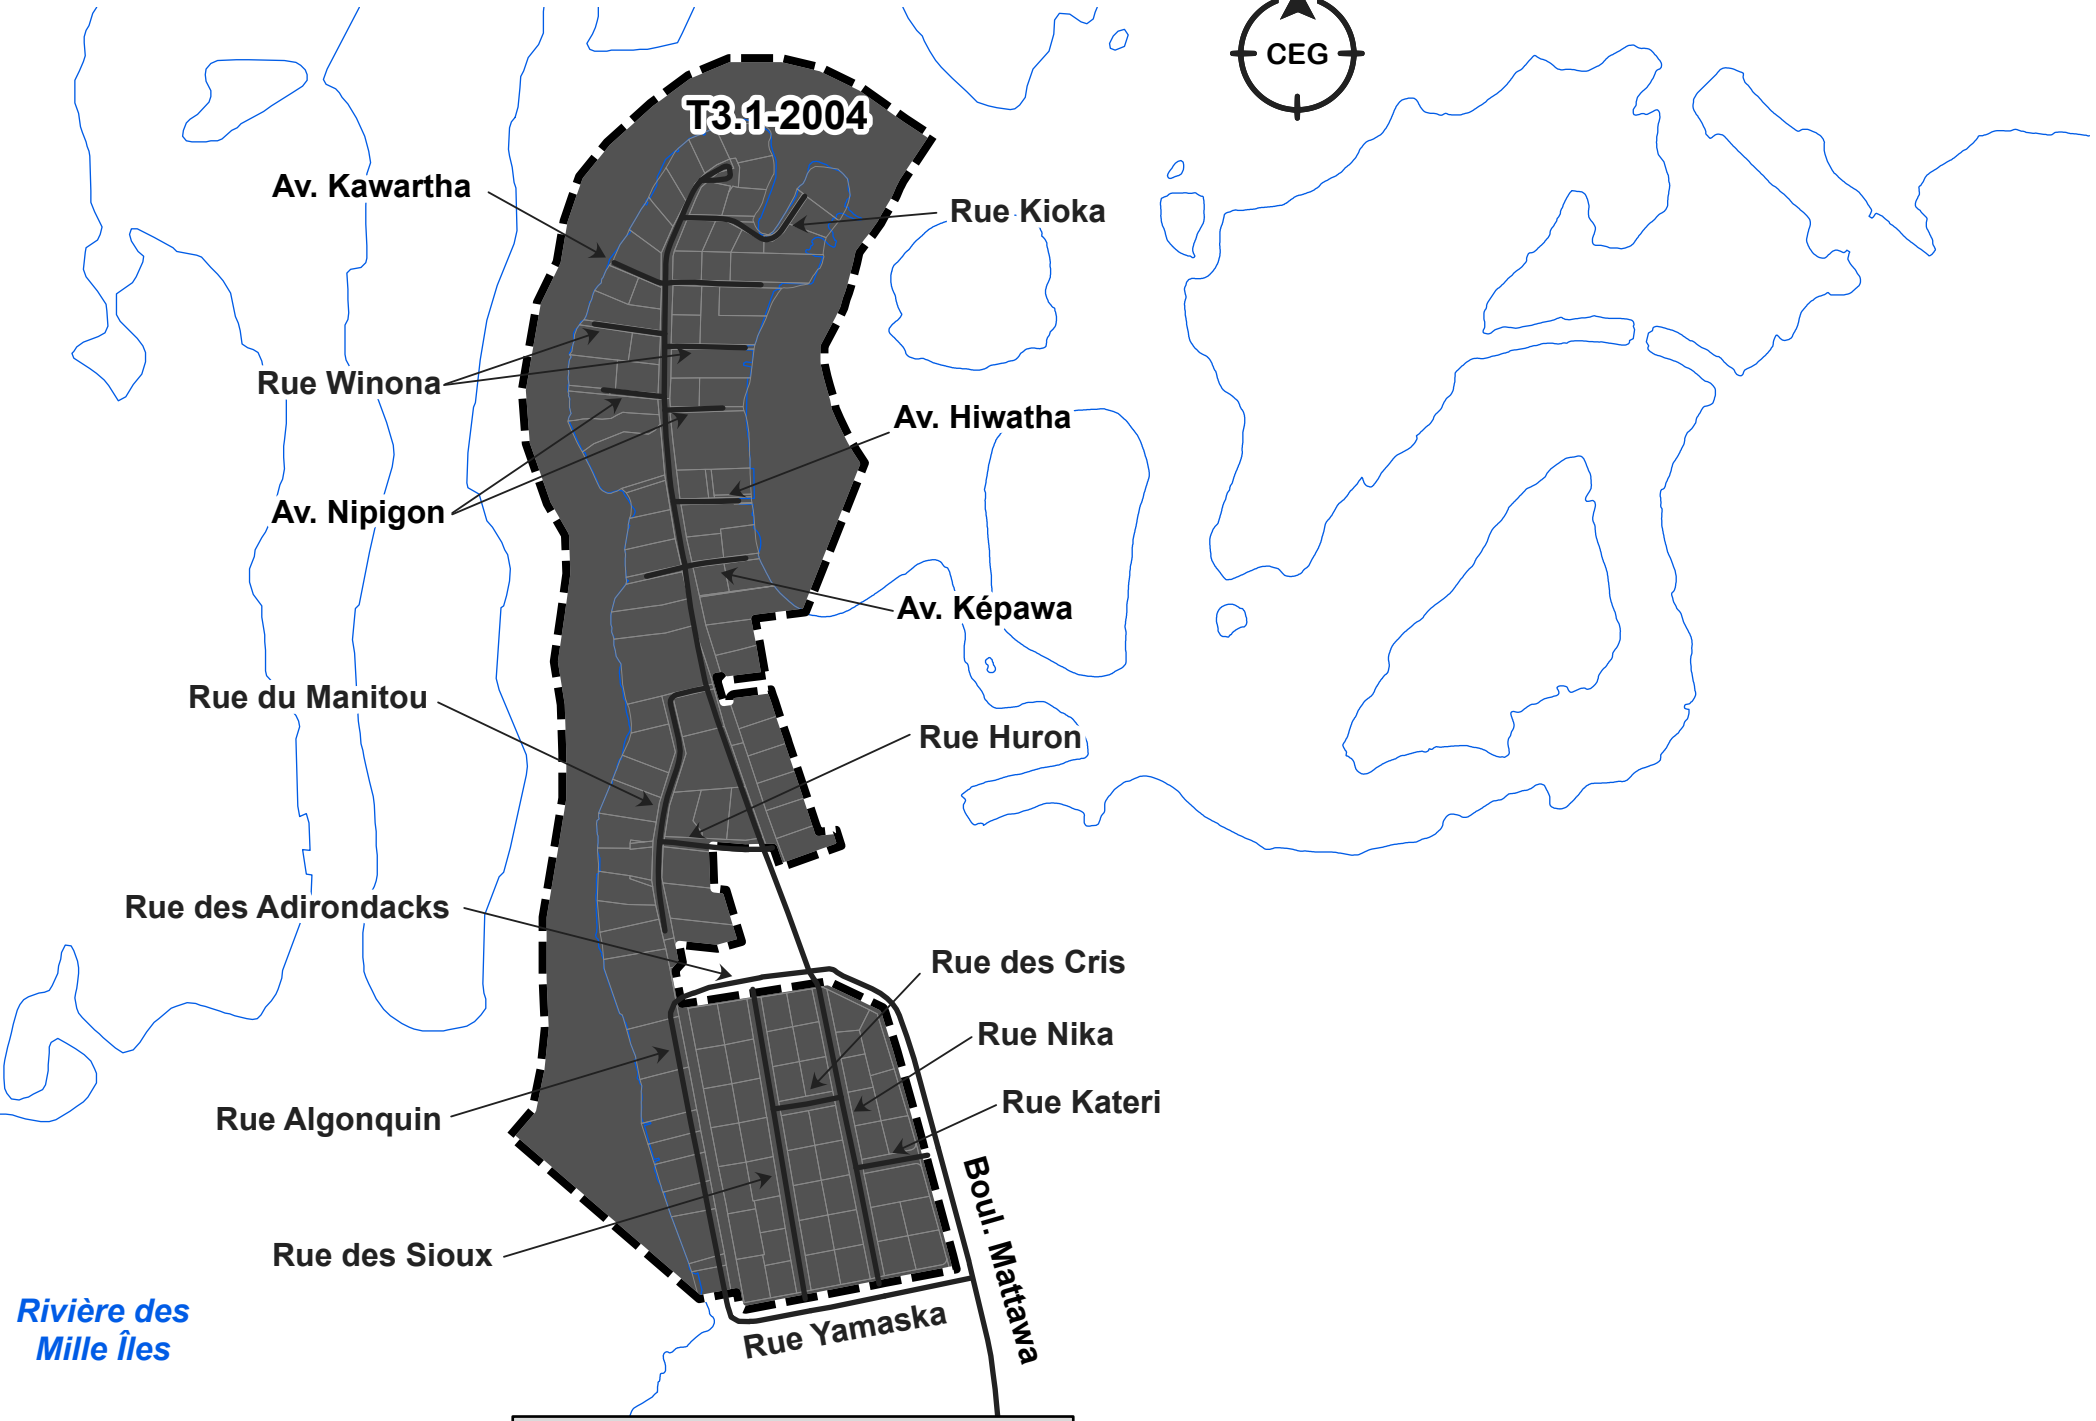 CEG
T3.1-2004
Av. Kawartha
Rue Kioka
Rue Winona
Av. Hiwatha
Av. Nipigon
Av. Képawa
Rue du Manitou
Rue Huron
Rue des Adirondacks
Rue des Cris
Rue Nika
Rue Kateri
Rue Algonquin
Rue des Sioux
Boul. Mattawa
Rue Yamaska
Rivière des
Mille Îles